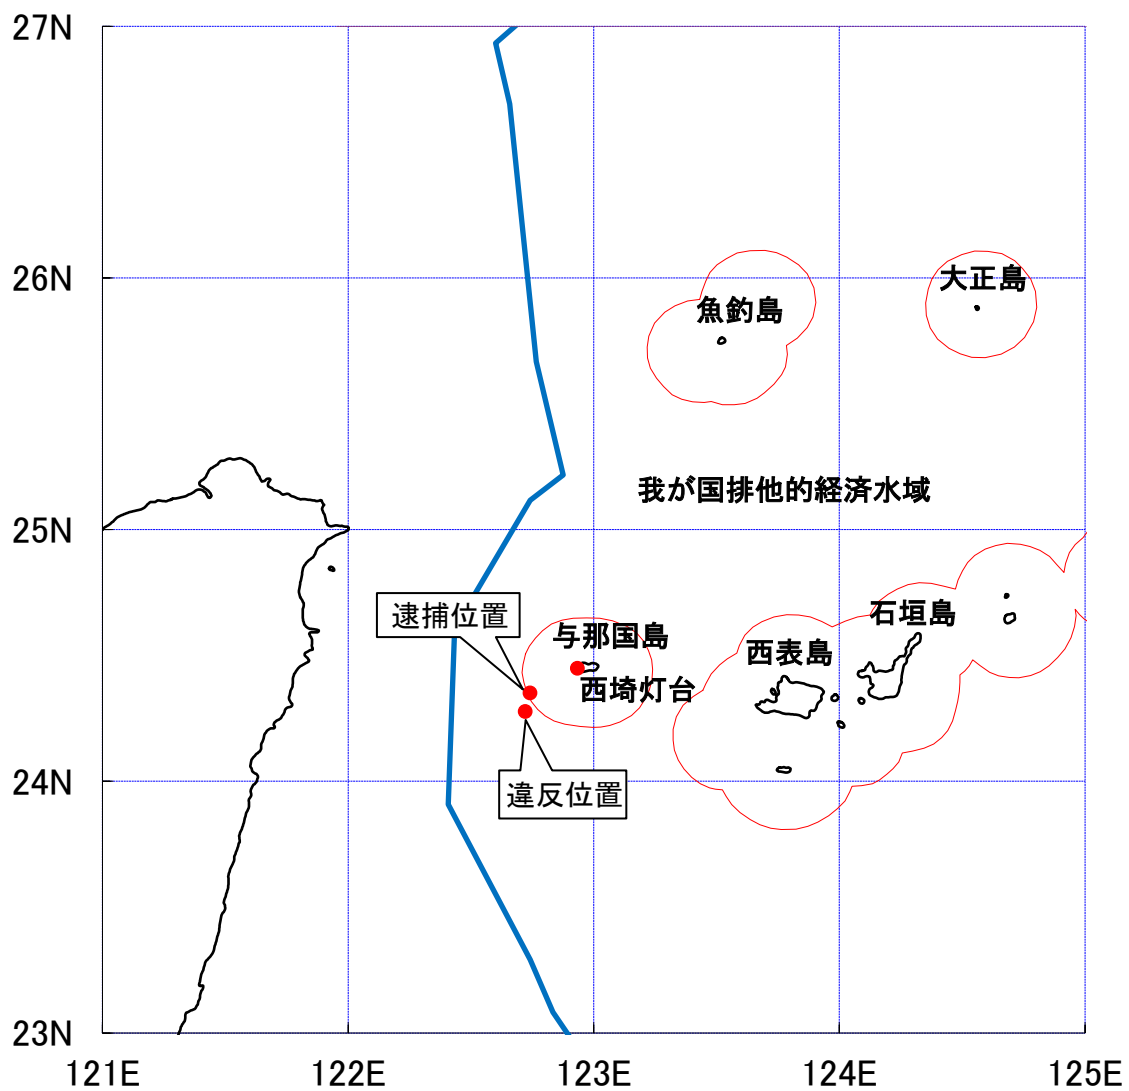 27N
26N
大正島
魚釣島
我が国排他的経済水域
25N
逮捕位置
与那国島
石垣島
西表島
西埼灯台
24N
違反位置
23N
121E
122E
123E
124E
125E